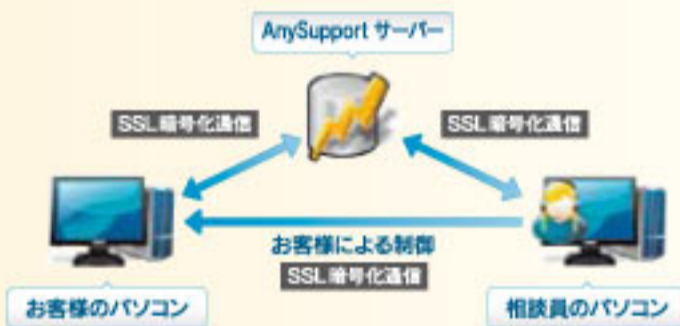 AnySupport サーバー
SSL暗号化通信
SSL暗号化通信
お客様による制御
SSL暗号化通信
お客様のパソコン
相談員のパソコン